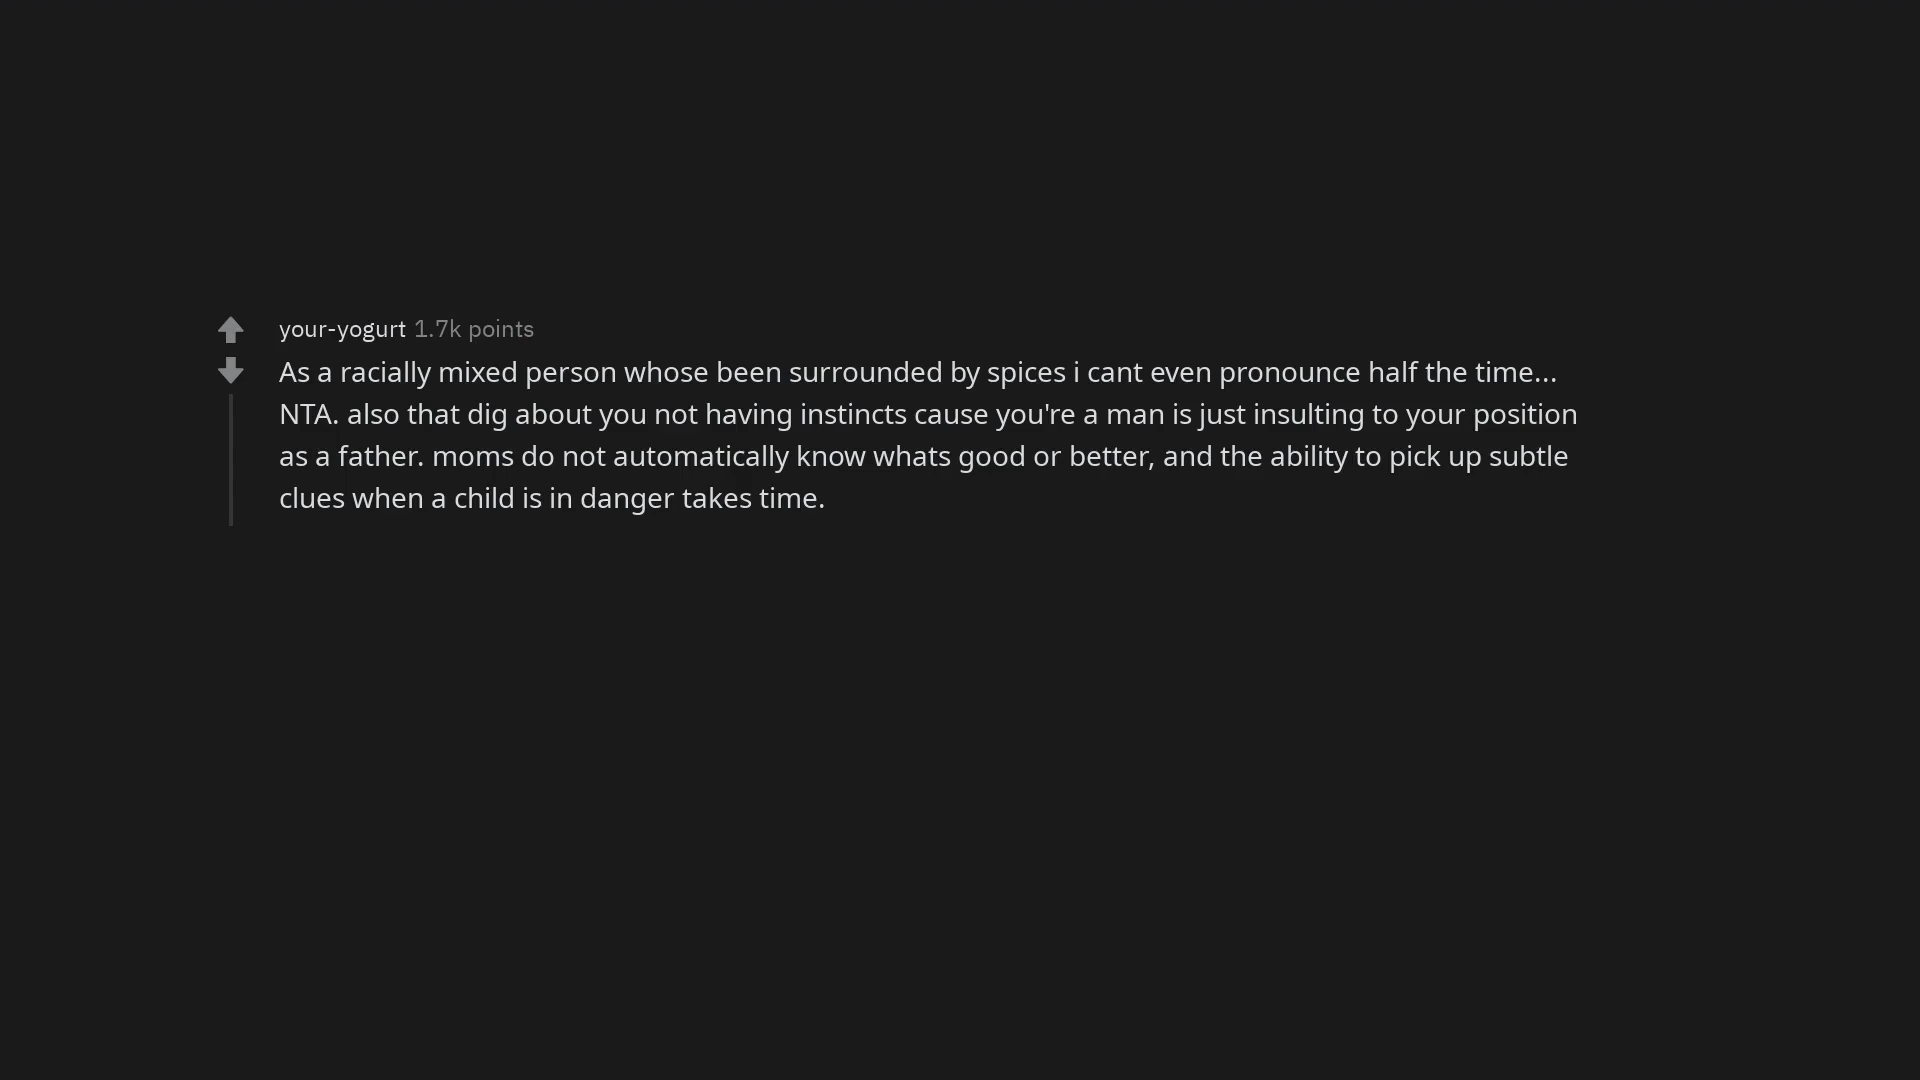 your-yogurt 1.7k points
As a racially mixed person whose been surrounded by spices i cant even pronounce half the time...
NTA. also that dig about you not having instincts cause you're a man is just insulting to your position
as a father. moms do not automatically know whats good or better, and the ability to pick up subtle
clues when a child is in danger takes time.